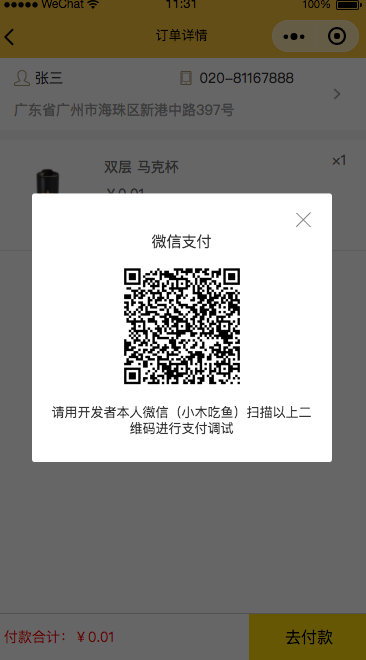 WeChat 11:31 100%
订单详情
张三 020-81167888
广东省广州市海珠区新港中路397号
双层 马克杯 ×1
￥0.01
微信支付
请用开发者本人微信（小木吃鱼）扫描以上二
维码进行支付调试
付款合计：￥0.01 去付款